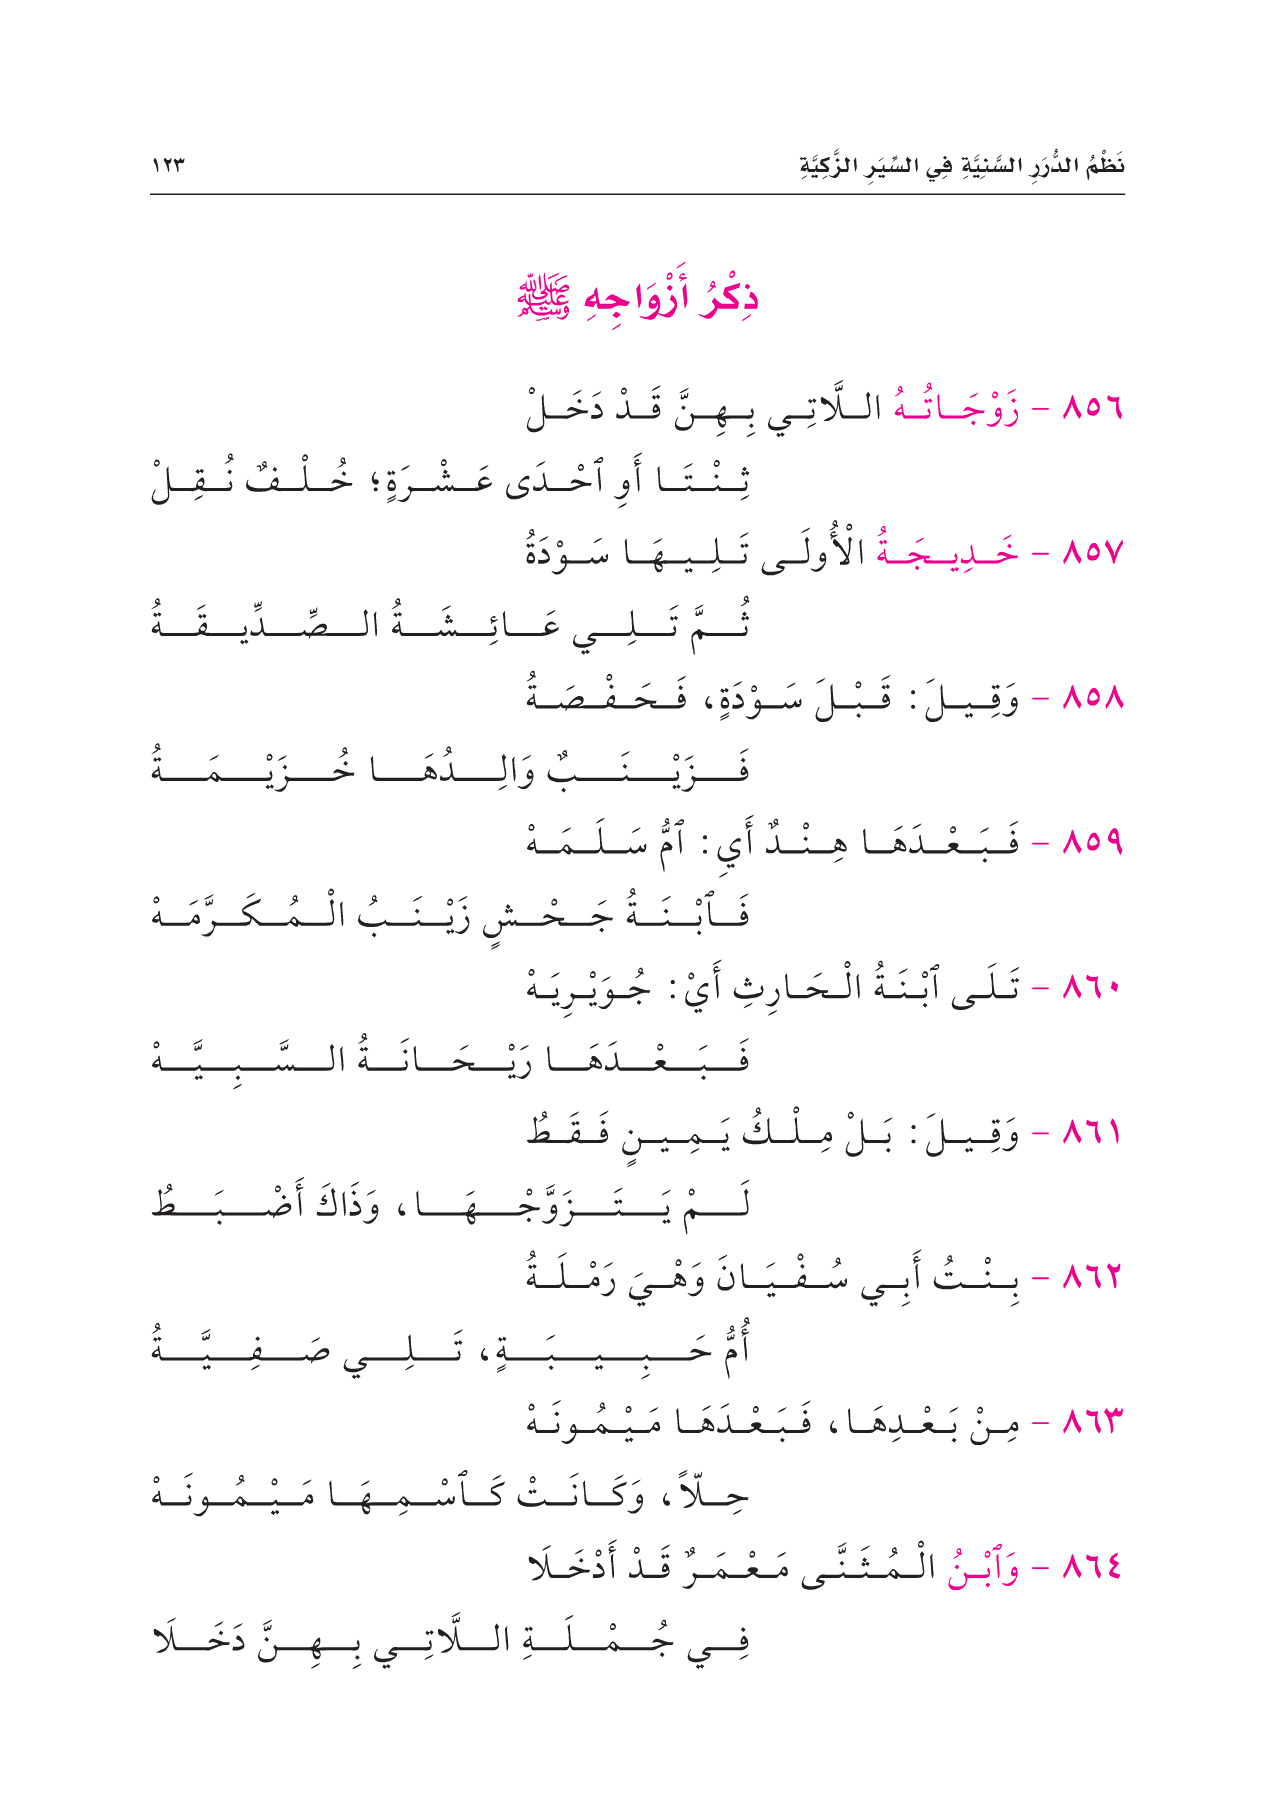 نَظْمُ الدُّرَرِ السَّنِيَّةِ فِي السِّيَرِ الزَّكِيَّةِ ١٢٣
ذِكْرُ أَزْوَاجِهِ ﷺ
٨٥٦ - زَوْجَاتُهُ اللَّاتِي بِهِنَّ قَدْ دَخَلْ
ثِنْتَا أَوِ ٱحْدَى عَشْرَةٍ؛ خُلْفٌ نُقِلْ
٨٥٧ - خَدِيجَةُ الْأُولَى تَلِيهَا سَوْدَةُ
ثُمَّ تَلِي عَائِشَةُ الصِّدِّيقَةُ
٨٥٨ - وَقِيلَ: قَبْلَ سَوْدَةٍ، فَحَفْصَةُ
فَزَيْنَبٌ وَالِدُهَا خُزَيْمَةُ
٨٥٩ - فَبَعْدَهَا هِنْدٌ أَيِ: ٱمُّ سَلَمَهْ
فَٱبْنَةُ جَحْشٍ زَيْنَبُ الْمُكَرَّمَهْ
٨٦٠ - تَلَى ٱبْنَةُ الْحَارِثِ أَيْ: جُوَيْرِيَهْ
فَبَعْدَهَا رَيْحَانَةُ السَّبِيَّهْ
٨٦١ - وَقِيلَ: بَلْ مِلْكُ يَمِينٍ فَقَطُ
لَمْ يَتَزَوَّجْهَا، وَذَاكَ أَضْبَطُ
٨٦٢ - بِنْتُ أَبِي سُفْيَانَ وَهْيَ رَمْلَةُ
أُمُّ حَبِيبَةٍ، تَلِي صَفِيَّةُ
٨٦٣ - مِنْ بَعْدِهَا، فَبَعْدَهَا مَيْمُونَهْ
حِلّاً، وَكَانَتْ كَٱسْمِهَا مَيْمُونَهْ
٨٦٤ - وَٱبْنُ الْمُثَنَّى مَعْمَرٌ قَدْ أَدْخَلَا
فِي جُمْلَةِ اللَّاتِي بِهِنَّ دَخَلَا